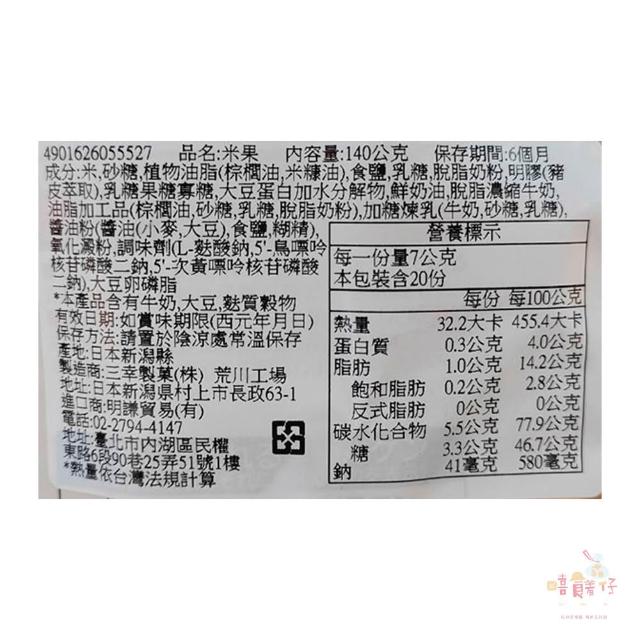 4901626055527 品名:米果 內容量:140公克 保存期間:6個月
成分:米,砂糖,植物油脂(棕櫚油,米糠油),食鹽,乳糖,脫脂奶粉,明膠(豬
皮萃取),乳糖果糖寡糖,大豆蛋白加水分解物,鮮奶油,脫脂濃縮牛奶,
油脂加工品(棕櫚油,砂糖,乳糖,脫脂奶粉),加糖煉乳(牛奶,砂糖,乳糖),
醬油粉(醬油(小麥,大豆),食鹽,糊精),
氧化澱粉,調味劑(L-麩酸鈉,5'-鳥嘌呤
核苷磷酸二鈉,5'-次黃嘌呤核苷磷酸
二鈉),大豆卵磷脂
*本產品含有牛奶,大豆,麩質穀物
有效日期:如賞味期限(西元年月日)
保存方法:請置於陰涼處常溫保存
產地:日本新潟縣
製造商:三幸製菓(株) 荒川工場
地址:日本新潟県村上市長政63-1
進口商:明謙貿易(有)
電話:02-2794-4147
地址:臺北市內湖區民權
東路6段90巷25弄51號1樓
*熱量依台灣法規計算
營養標示
每一份量7公克
本包裝含20份
每份 每100公克
熱量 32.2大卡 455.4大卡
蛋白質 0.3公克 4.0公克
脂肪 1.0公克 14.2公克
飽和脂肪 0.2公克 2.8公克
反式脂肪 0公克 0公克
碳水化合物 5.5公克 77.9公克
糖 3.3公克 46.7公克
鈉 41毫克 580毫克